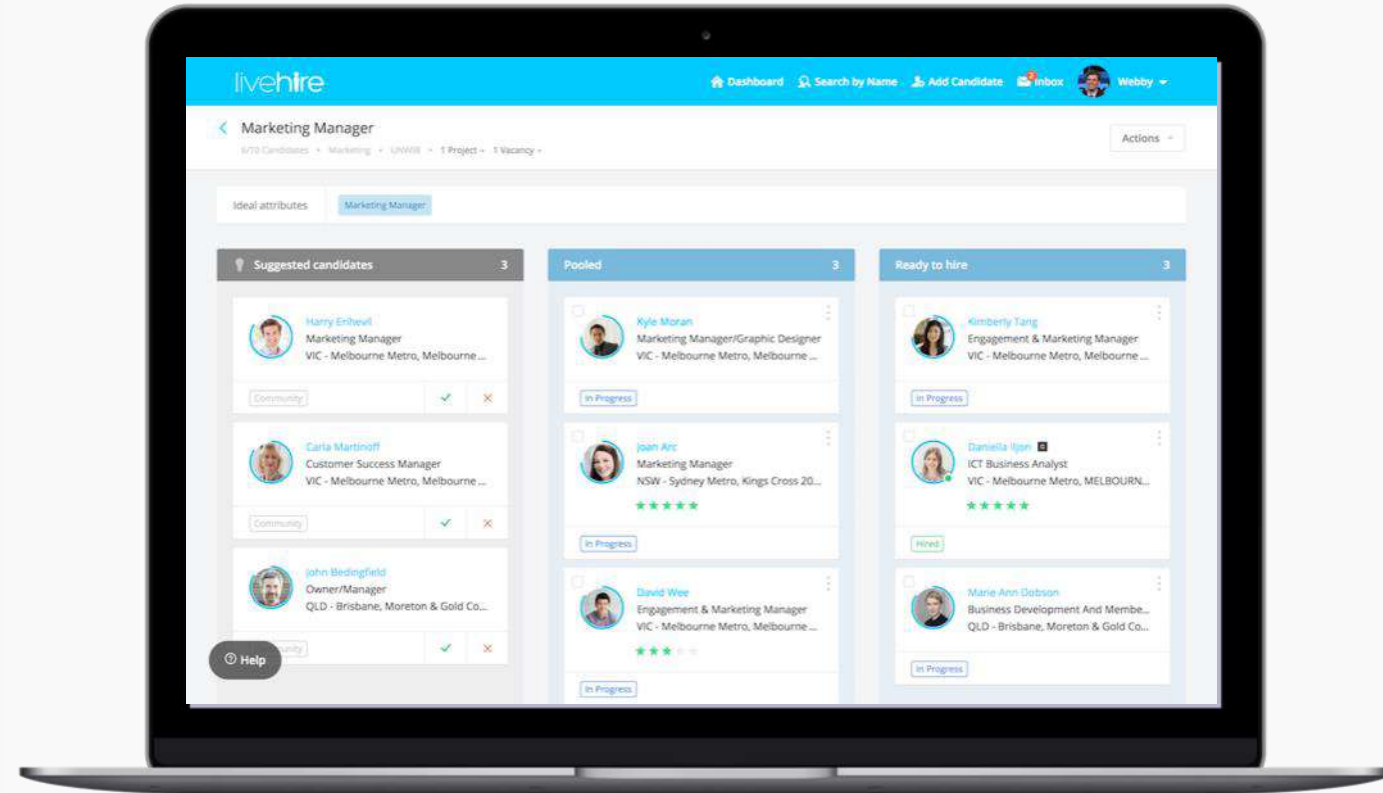 livehire
Dashboard Search by Name Add Candidate 2 Inbox Webby
Marketing Manager
6/10 Candidates • Marketing • • 1 Project 1 Vacancy
Actions
Ideal attributes Marketing Manager
Suggested candidates 3
Harry Enhevil
Marketing Manager
VIC - Melbourne Metro, Melbourne ...
Community
Carla Martinoff
Customer Success Manager
VIC - Melbourne Metro, Melbourne ...
Community
John Bedingfield
Owner/Manager
QLD - Brisbane, Moreton & Gold Co...
Help
Pooled 3
Kyle Moran
Marketing Manager/Graphic Designer
VIC - Melbourne Metro, Melbourne ...
In Progress
Joan Arc
Marketing Manager
NSW - Sydney Metro, Kings Cross 20...
In Progress
David Wee
Engagement & Marketing Manager
VIC - Melbourne Metro, Melbourne ...
In Progress
Ready to hire 3
Kimberly Tang
Engagement & Marketing Manager
VIC - Melbourne Metro, Melbourne ...
In Progress
Daniella Iljon
ICT Business Analyst
VIC - Melbourne Metro, MELBOURN...
Hired
Marie Ann Dobson
Business Development And Membe...
QLD - Brisbane, Moreton & Gold Co...
In Progress